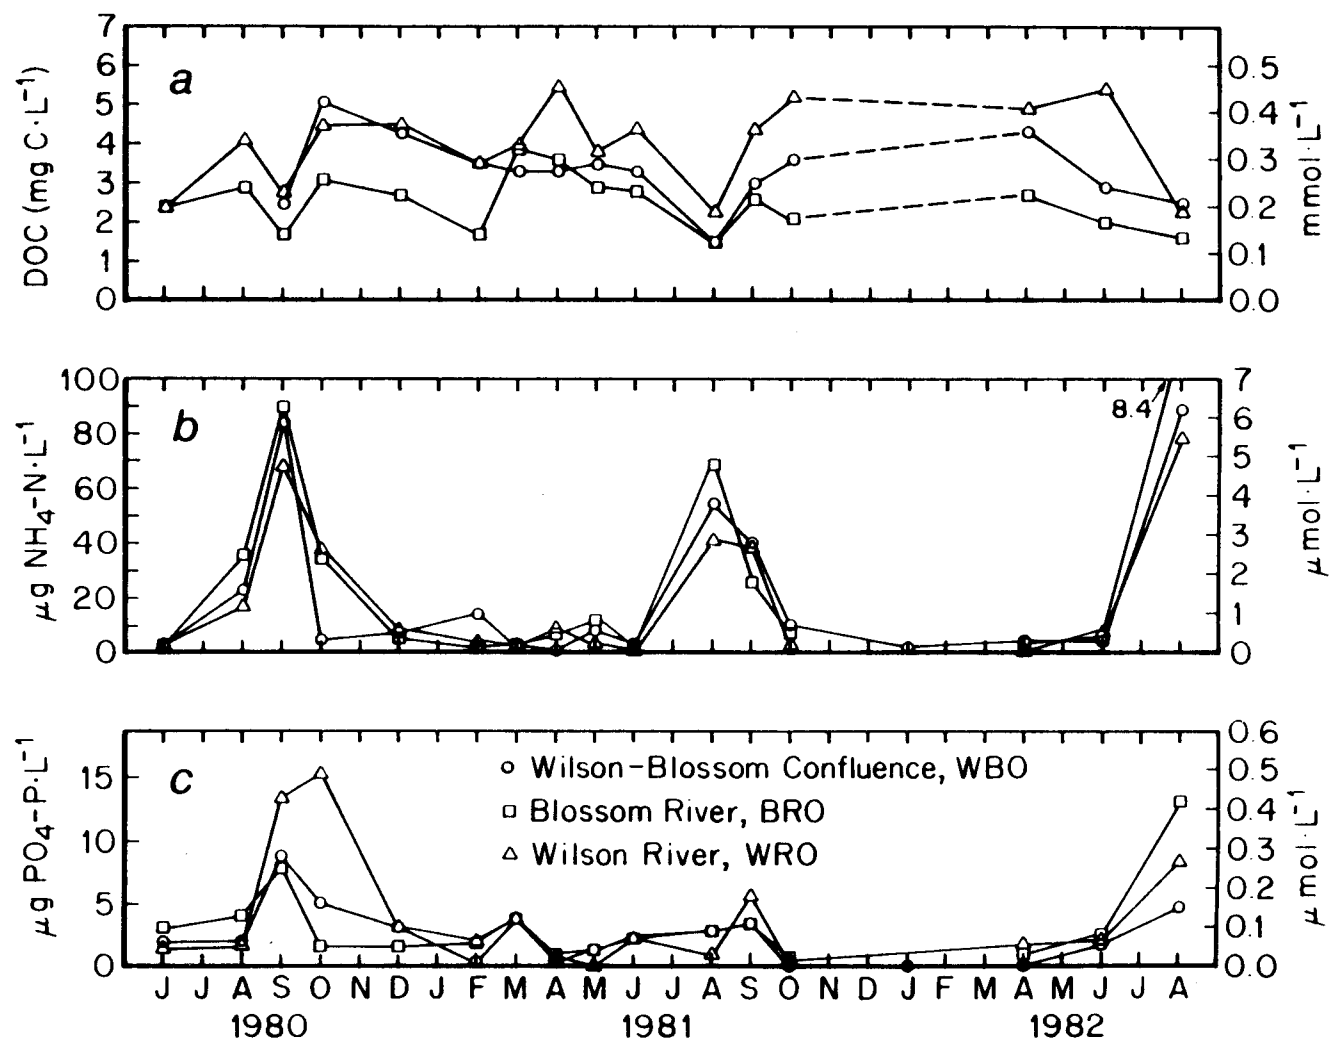 a
DOC (mg C·L⁻¹)
7
6
5
4
3
2
1
0
0.5
0.4
0.3
0.2
0.1
0.0
mmol·L⁻¹
b
µg NH₄-N·L⁻¹
100
80
60
40
20
0
8.4
7
6
5
4
3
2
1
0
µmol·L⁻¹
c
µg PO₄-P·L⁻¹
15
10
5
0
Wilson-Blossom Confluence, WBO
Blossom River, BRO
Wilson River, WRO
0.6
0.5
0.4
0.3
0.2
0.1
0.0
µmol·L⁻¹
J J A S O N D J F M A M J J A S O N D J F M A M J J A
1980 1981 1982